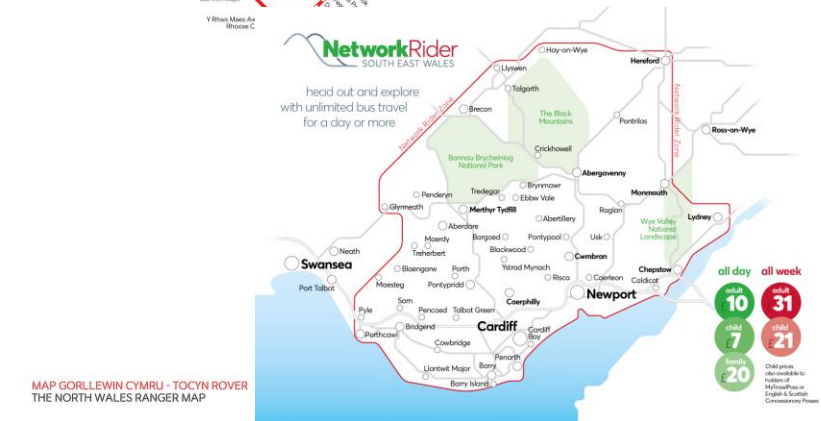 Y Rhws Maes Aw
Rhoose C
NetworkRider
SOUTH EAST WALES
head out and explore
with unlimited bus travel
for a day or more
Network Rider Zone
Network Rider Zone
Hay-on-Wye
Hereford
Llyswen
Talgarth
Brecon
The Black
Mountains
Pontrilas
Ross-on-Wye
Crickhowell
Bannau Brycheiniog
National Park
Abergavenny
Penderyn
Tredegar
Brynmawr
Ebbw Vale
Monmouth
Glynneath
Merthyr Tydfil
Raglan
Abertillery
Wye Valley
National
Landscape
Lydney
Aberdare
Maerdy
Bargoed
Pontypool
Usk
Neath
Treherbert
Blackwood
Cwmbran
Swansea
Blaengarw
Porth
Ystrad Mynach
Chepstow
Port Talbot
Maesteg
Pontypridd
Risca
Caerleon
Caldicot
Sarn
Caerphilly
Newport
Pyle
Pencoed
Talbot Green
Porthcawl
Bridgend
Cardiff
Cardiff
Bay
Cowbridge
Penarth
Llantwit Major
Barry
Barry Island
all day
all week
adult
£10
adult
£31
child
£7
child
£21
family
£20
Child prices
also available to
holders of
MyTravelPass or
English & Scottish
Concessionary Passes
MAP GORLLEWIN CYMRU - TOCYN ROVER
THE NORTH WALES RANGER MAP